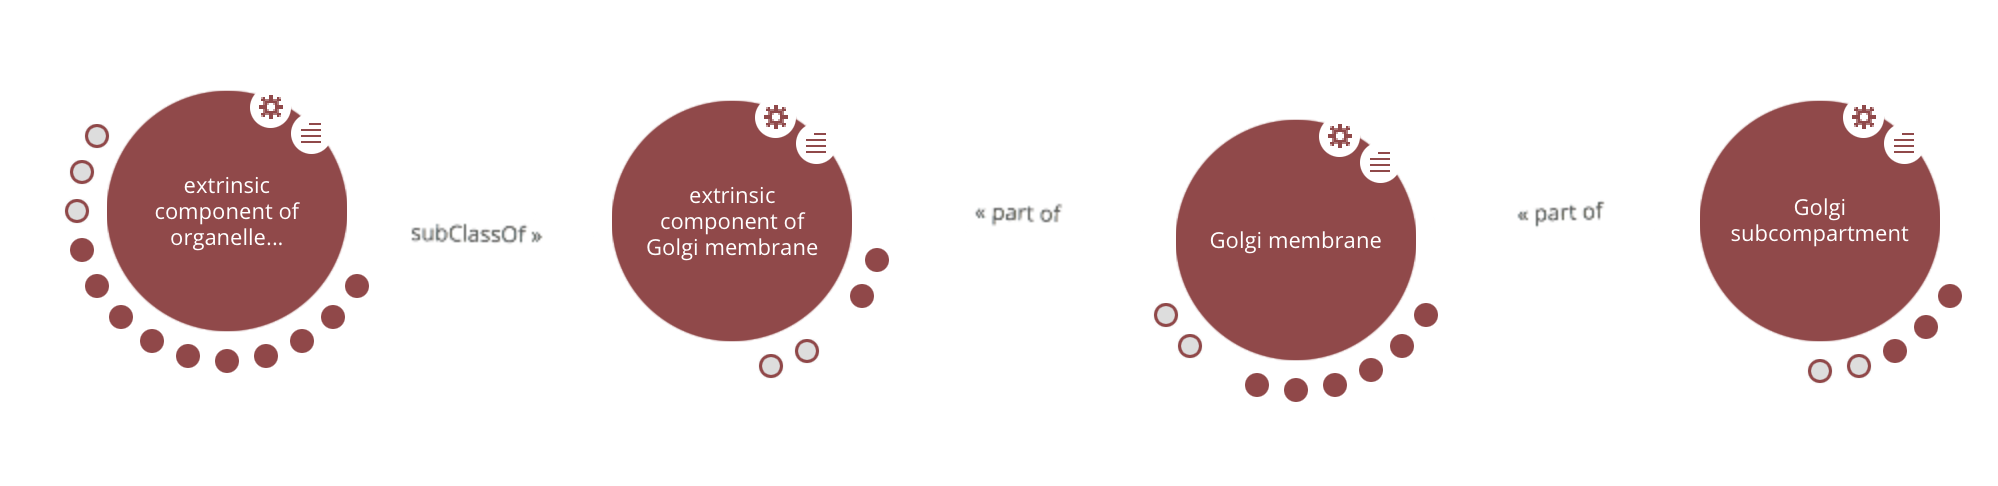 extrinsic
component of
organelle...
subClassOf »
extrinsic
component of
Golgi membrane
« part of
Golgi membrane
« part of
Golgi
subcompartment